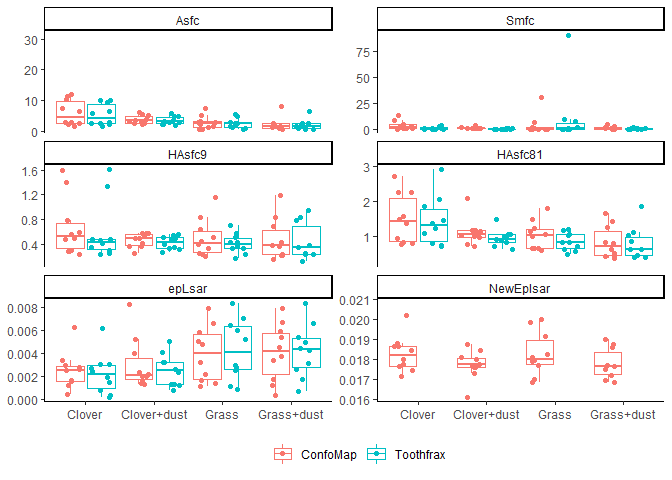 Asfc
Smfc
30
20
10
0
75
50
25
0
HAsfc9
HAsfc81
1.6
1.2
0.8
0.4
3
2
1
epLsar
NewEplsar
0.008
0.006
0.004
0.002
0.000
0.021
0.020
0.019
0.018
0.017
0.016
Clover
Clover+dust
Grass
Grass+dust
Clover
Clover+dust
Grass
Grass+dust
ConfoMap
Toothfrax